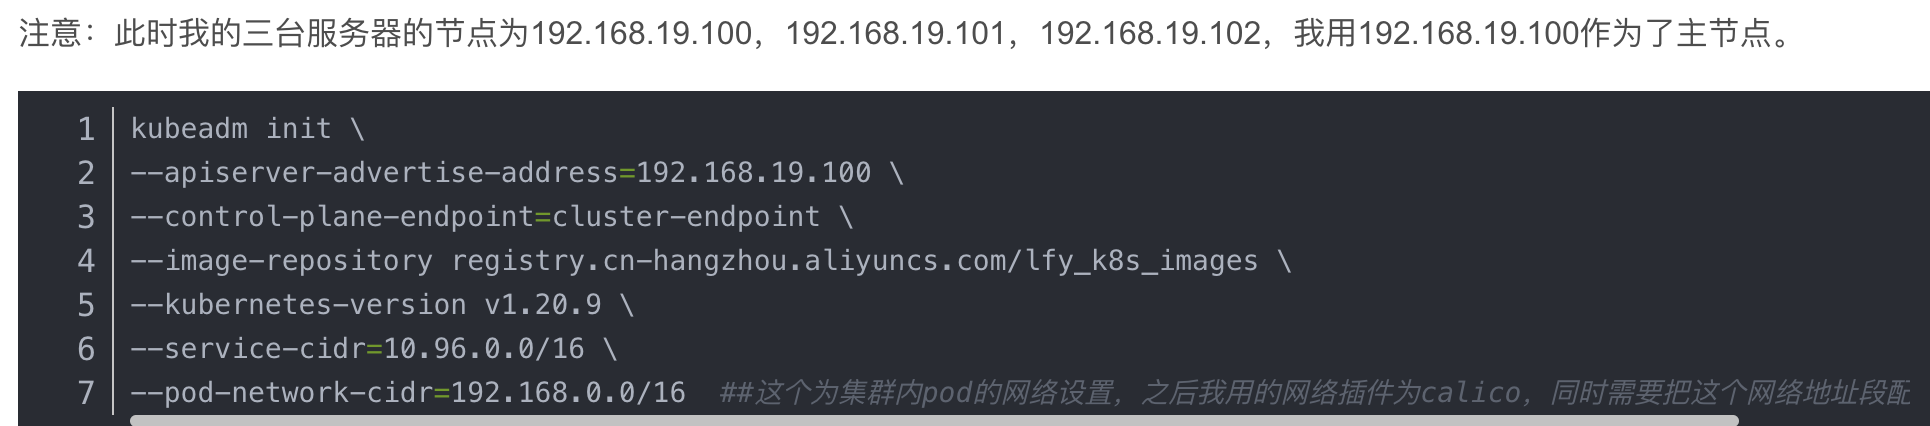 注意：此时我的三台服务器的节点为192.168.19.100，192.168.19.101，192.168.19.102，我用192.168.19.100作为了主节点。
1 kubeadm init \
2 --apiserver-advertise-address=192.168.19.100 \
3 --control-plane-endpoint=cluster-endpoint \
4 --image-repository registry.cn-hangzhou.aliyuncs.com/lfy_k8s_images \
5 --kubernetes-version v1.20.9 \
6 --service-cidr=10.96.0.0/16 \
7 --pod-network-cidr=192.168.0.0/16  ##这个为集群内pod的网络设置，之后我用的网络插件为calico，同时需要把这个网络地址段配